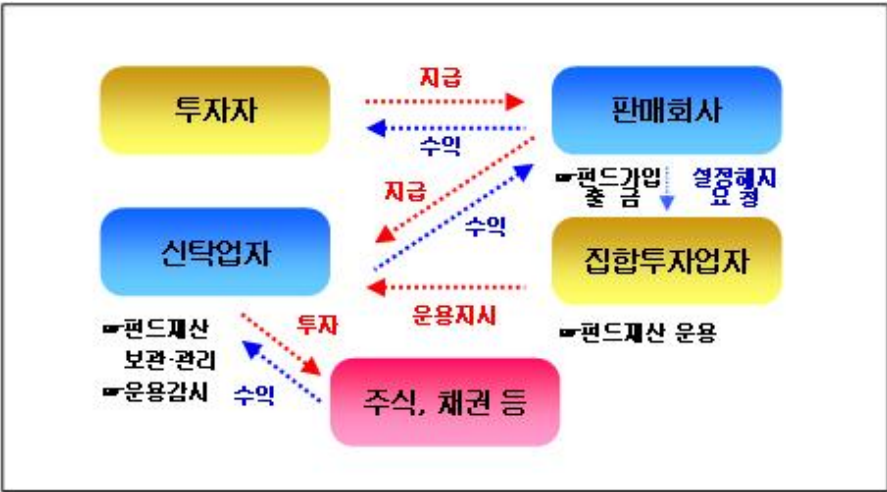 지급
투자자
판매회사
수익
☞펀드가입
출 금
설정해지
요 청
지급
수익
신탁업자
집합투자업자
운용지시
☞펀드재산
보관·관리
☞운용감시
투자
수익
☞펀드재산 운용
주식, 채권 등